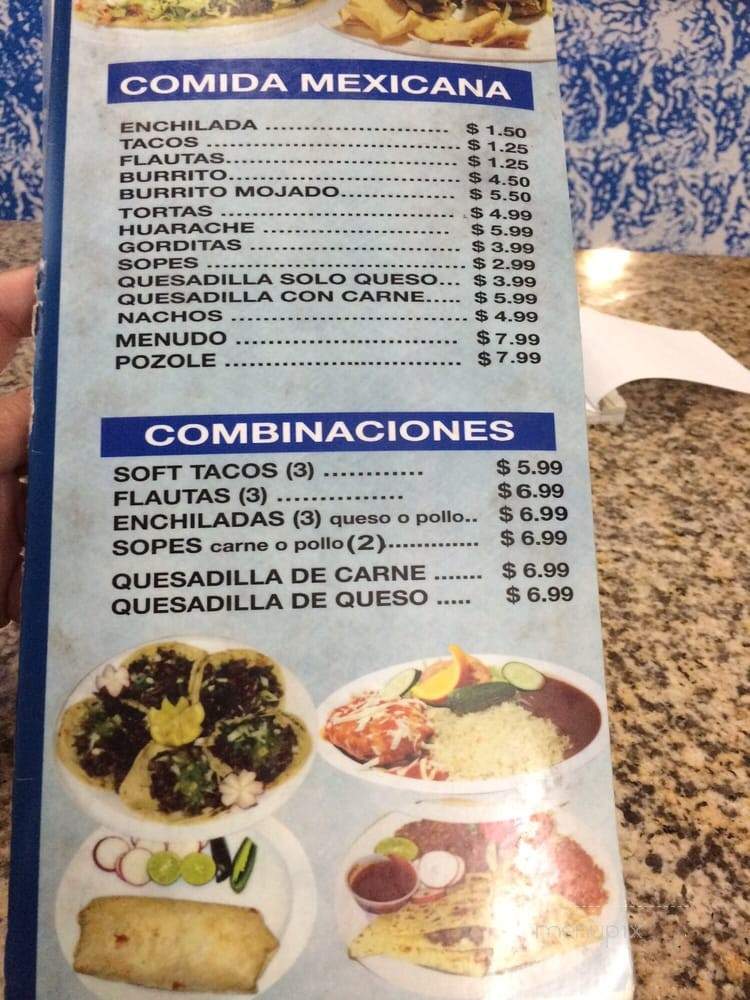 COMIDA MEXICANA
ENCHILADA ............................ $ 1.50
TACOS ....................................... $ 1.25
FLAUTAS................................... $ 1.25
BURRITO................................... $ 4.50
BURRITO MOJADO................. $ 5.50
TORTAS .................................... $ 4.99
HUARACHE ................................. $ 5.99
GORDITAS ................................ $ 3.99
SOPES ....................................... $ 2.99
QUESADILLA SOLO QUESO... $ 3.99
QUESADILLA CON CARNE..... $ 5.99
NACHOS .................................... $ 4.99
MENUDO .................................. $ 7.99
POZOLE ................................... $ 7.99
COMBINACIONES
SOFT TACOS (3) ............ $ 5.99
FLAUTAS (3) ............... $ 6.99
ENCHILADAS (3) queso o pollo.. $ 6.99
SOPES carne o pollo (2)............. $ 6.99
QUESADILLA DE CARNE ....... $ 6.99
QUESADILLA DE QUESO ..... $ 6.99
menupix